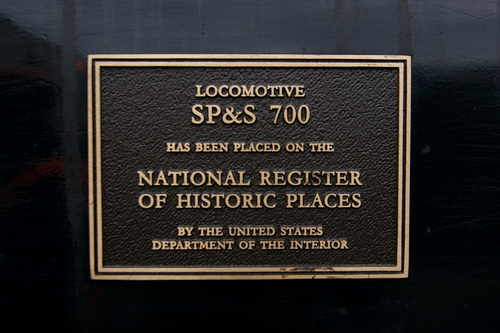 LOCOMOTIVE
SP&S 700
HAS BEEN PLACED ON THE
NATIONAL REGISTER
OF HISTORIC PLACES
BY THE UNITED STATES
DEPARTMENT OF THE INTERIOR